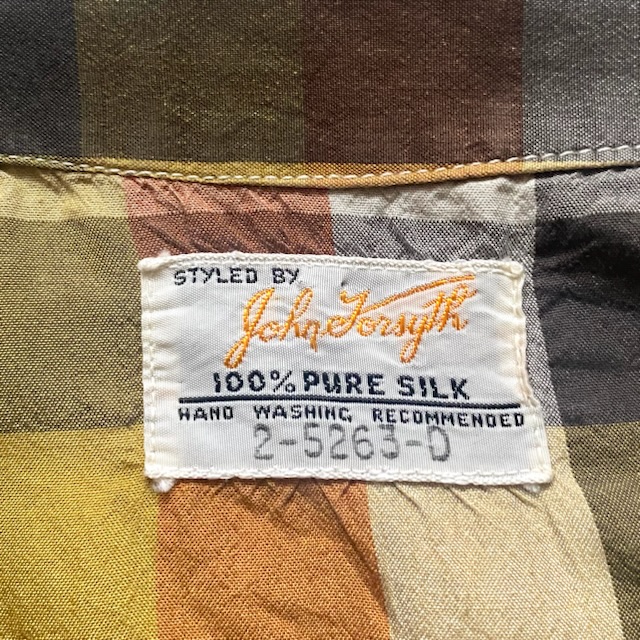 STYLED BY
John Forsyth
100% PURE SILK
HAND WASHING RECOMMENDED
2-5263-D